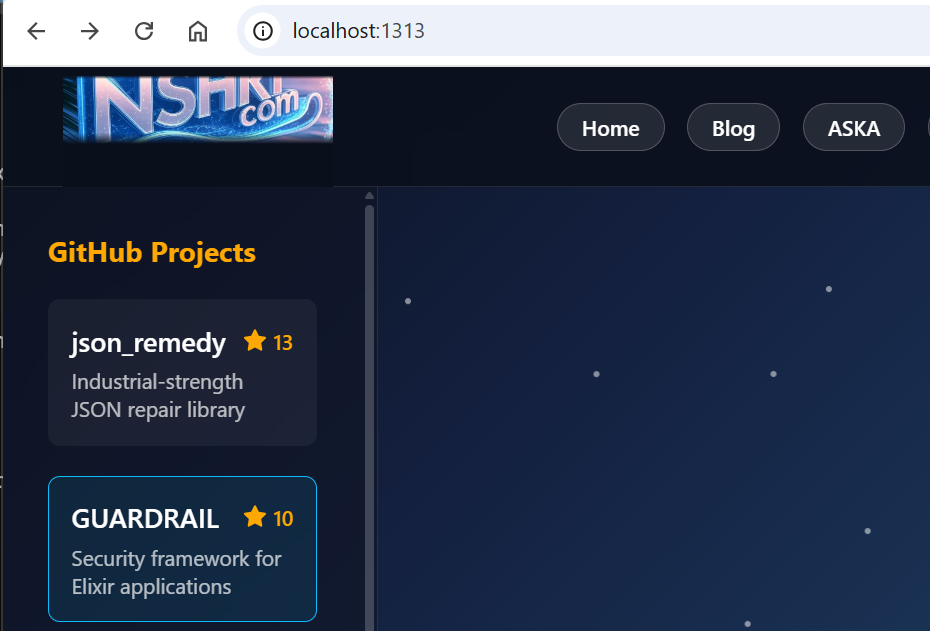 localhost:1313
NSHKR
com
Home
Blog
ASKA
GitHub Projects
json_remedy 13
Industrial-strength
JSON repair library
GUARDRAIL 10
Security framework for
Elixir applications